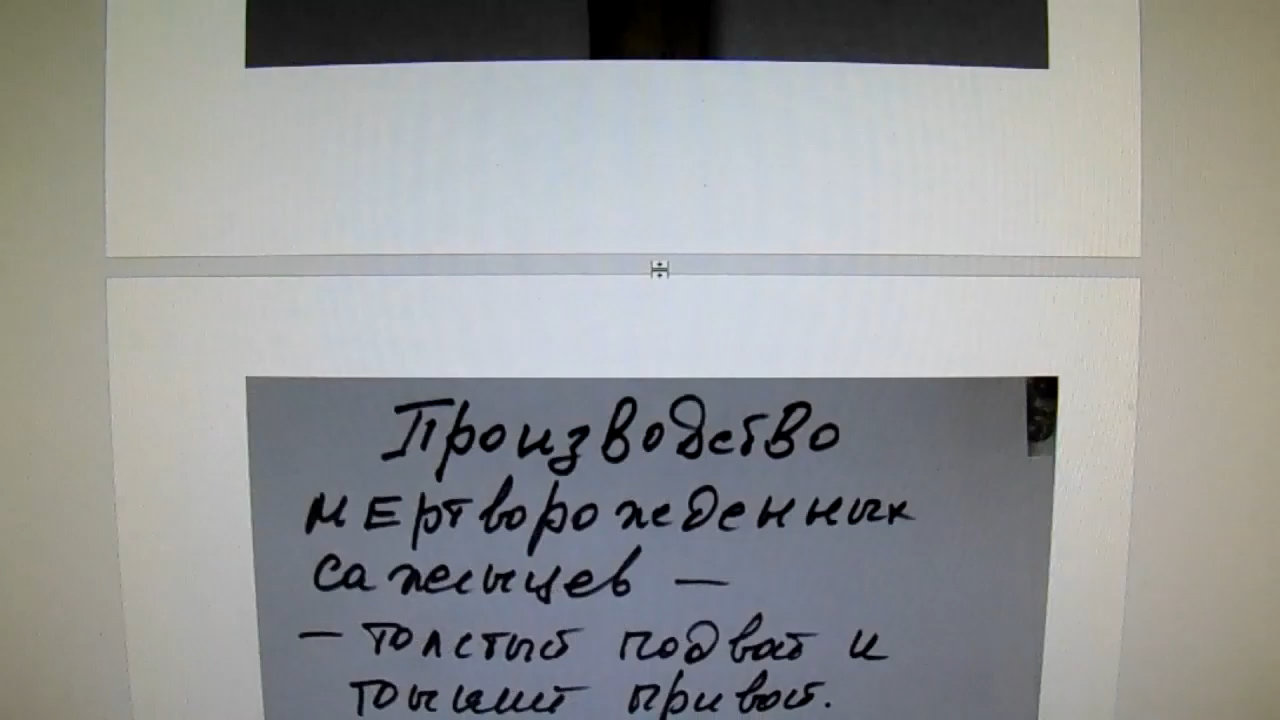 Производство
мертворожденных
саженцев —
— толстый подвой и
тонкий привой.